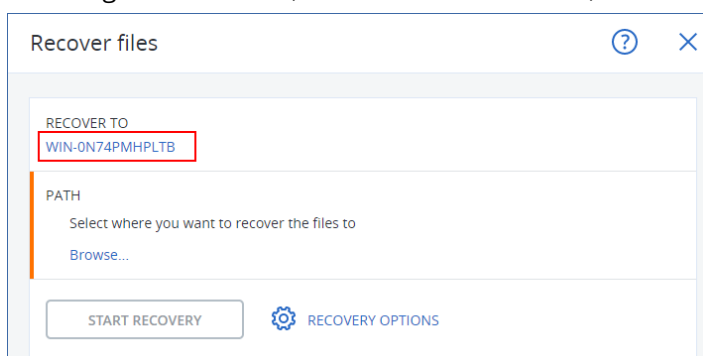 Recover files
RECOVER TO
WIN-0N74PMHPLTB
PATH
Select where you want to recover the files to
Browse...
START RECOVERY
RECOVERY OPTIONS